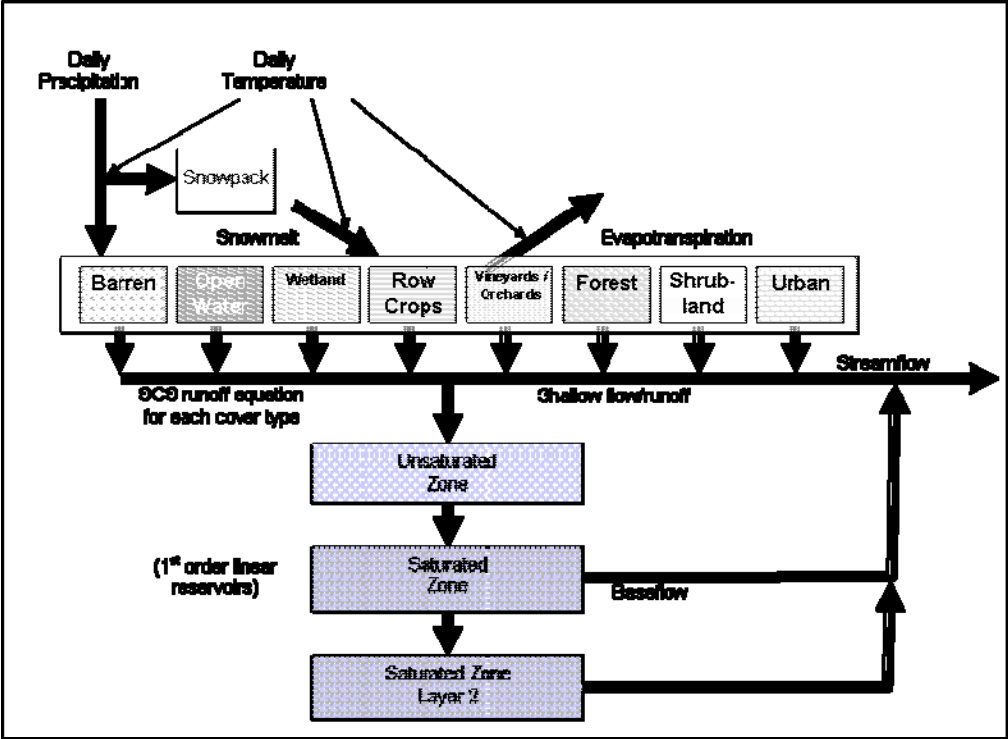 Daily
Precipitation
Daily
Temperature
Snowpack
Snowmelt
Evapotranspiration
Barren
Open
Water
Wetland
Row
Crops
Vineyards /
Orchards
Forest
Shrub-
land
Urban
Streamflow
SCS runoff equation
for each cover type
Shallow flow/runoff
Unsaturated
Zone
(1st order linear
reservoirs)
Saturated
Zone
Baseflow
Saturated Zone
Layer 2